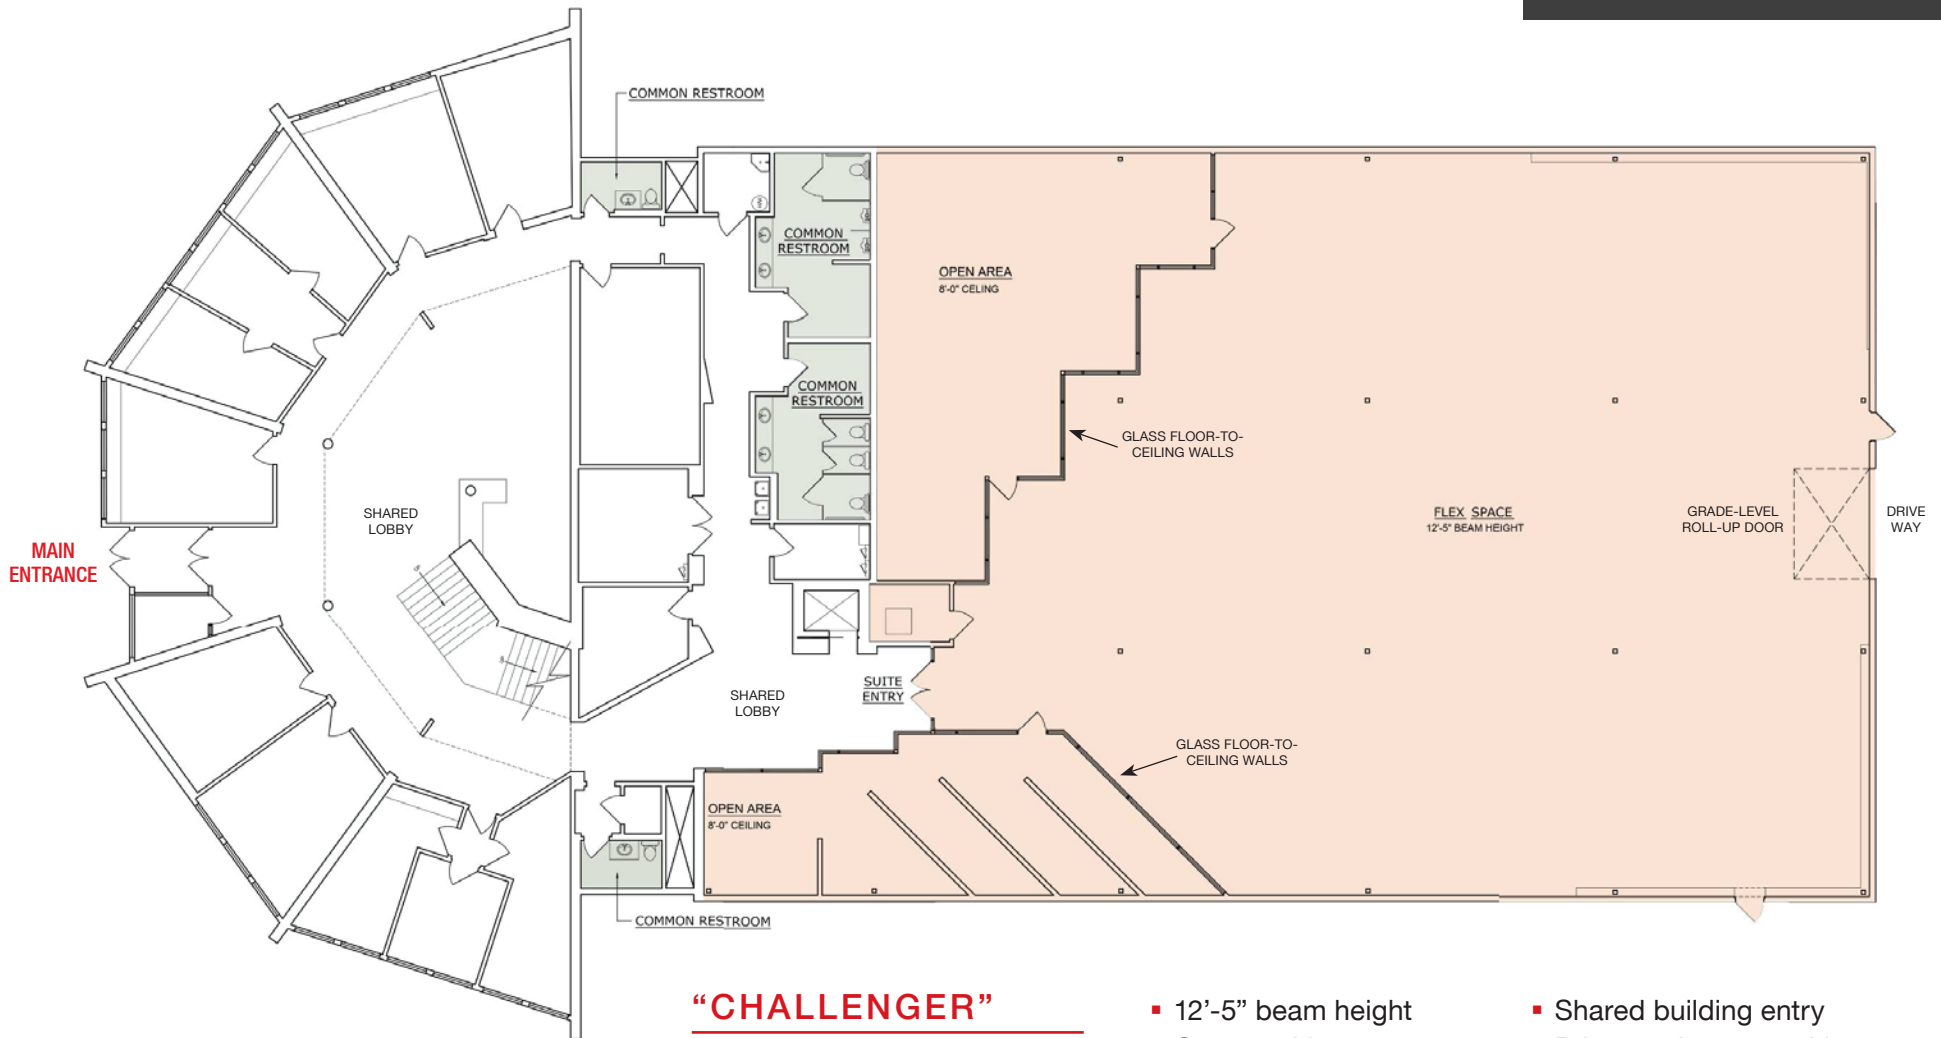 COMMON RESTROOM
COMMON
RESTROOM
OPEN AREA
8'-0" CELING
COMMON
RESTROOM
GLASS FLOOR-TO-
CEILING WALLS
SHARED
LOBBY
FLEX SPACE
12'-5" BEAM HEIGHT
GRADE-LEVEL
ROLL-UP DOOR
DRIVE
WAY
MAIN
ENTRANCE
SUITE
ENTRY
SHARED
LOBBY
GLASS FLOOR-TO-
CEILING WALLS
OPEN AREA
8'-0" CEILING
COMMON RESTROOM
“CHALLENGER”
▪ 12’-5” beam height
▪ Shared building entry